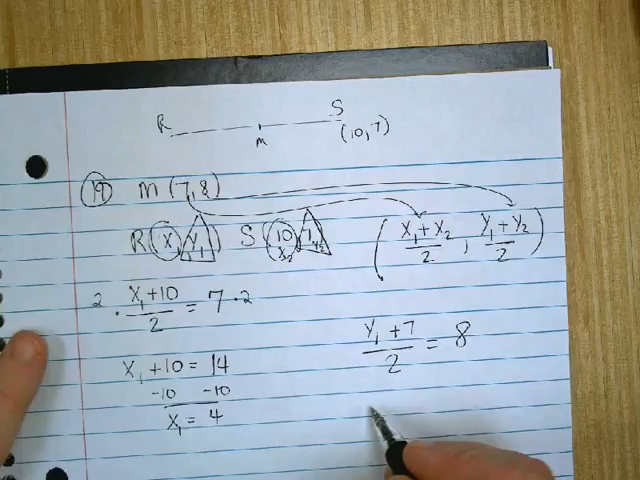 R S
m (10,7)
19 M (7,8)
R (X₁, Y₁) S (10, 7) X₂ Y₂ (X₁+X₂/2, Y₁+Y₂/2)
2 · X₁+10/2 = 7·2
Y₁+7/2 = 8
X₁+10 = 14
-10 -10
X₁ = 4